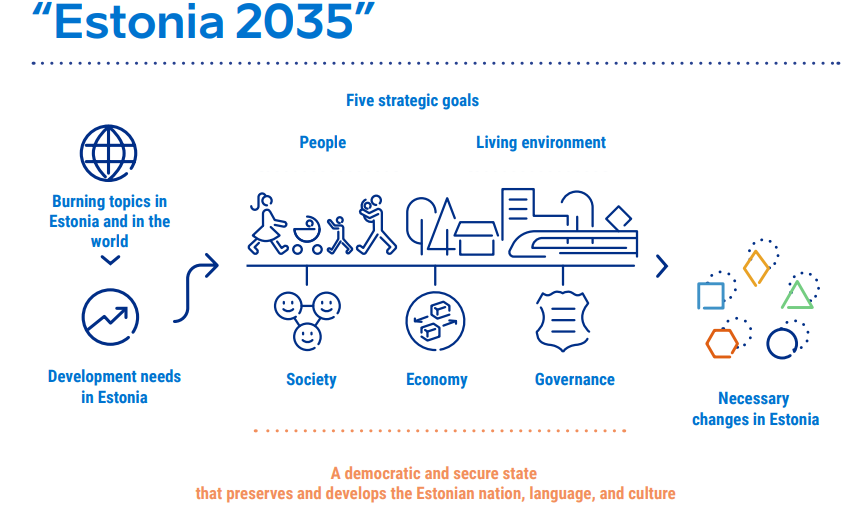 “Estonia 2035”
Five strategic goals
People
Living environment
Burning topics in
Estonia and in the
world
Development needs
in Estonia
Society
Economy
Governance
Necessary
changes in Estonia
A democratic and secure state
that preserves and develops the Estonian nation, language, and culture